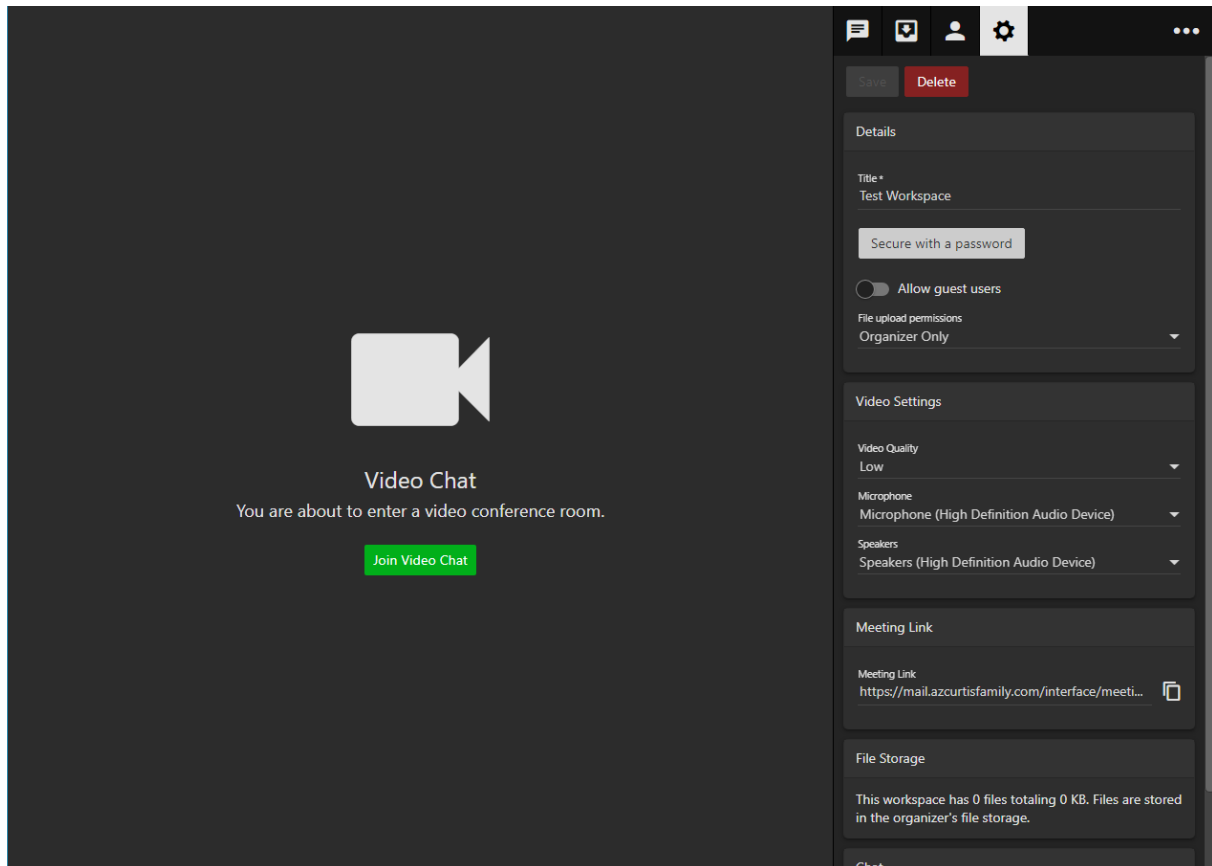 Save
Delete
Details
Title *
Test Workspace
Secure with a password
Allow guest users
File upload permissions
Organizer Only
Video Settings
Video Quality
Low
Microphone
Microphone (High Definition Audio Device)
Speakers
Speakers (High Definition Audio Device)
Meeting Link
Meeting Link
https://mail.azcurtisfamily.com/interface/meeti...
File Storage
This workspace has 0 files totaling 0 KB. Files are stored
in the organizer's file storage.
Chat
Video Chat
You are about to enter a video conference room.
Join Video Chat